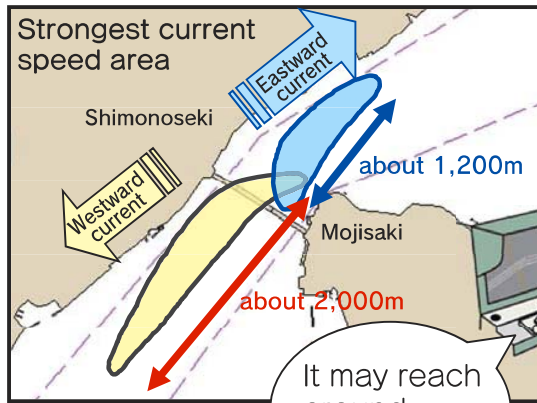 Strongest current
speed area
Eastward
current
Shimonoseki
about 1,200m
Westward
current
Mojisaki
about 2,000m
It may reach
around